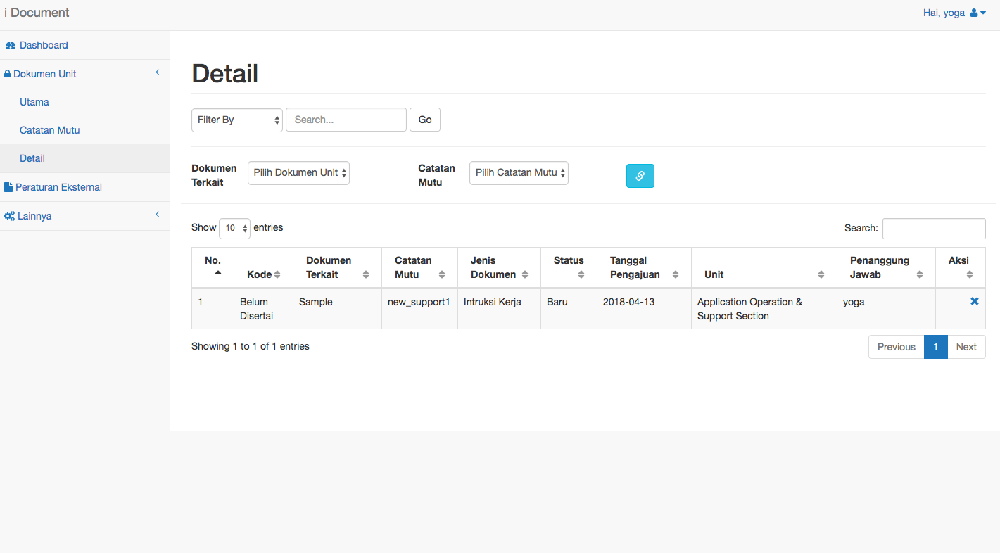 i Document
Hai, yoga
Dashboard
Dokumen Unit
Utama
Catatan Mutu
Detail
Peraturan Eksternal
Lainnya
Detail
Filter By Search... Go
Dokumen Terkait Pilih Dokumen Unit Catatan Mutu Pilih Catatan Mutu
Show 10 entries Search:
No. Kode Dokumen Terkait Catatan Mutu Jenis Dokumen Status Tanggal Pengajuan Unit Penanggung Jawab Aksi
1 Belum Disertai Sample new_support1 Intruksi Kerja Baru 2018-04-13 Application Operation & Support Section yoga
Showing 1 to 1 of 1 entries
Previous 1 Next